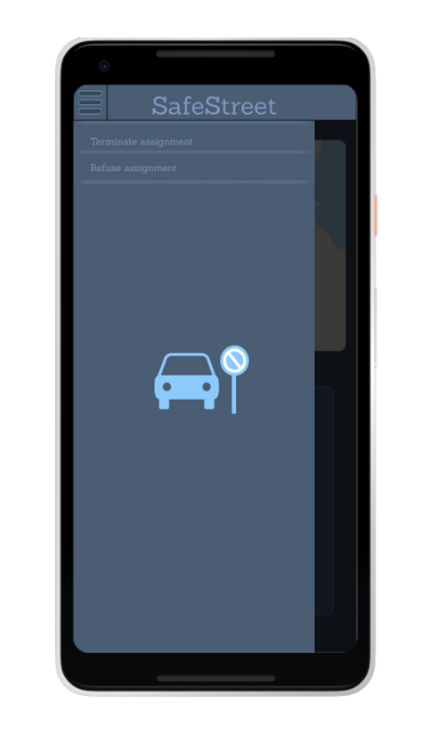 SafeStreet
Terminate assignment
Refuse assignment